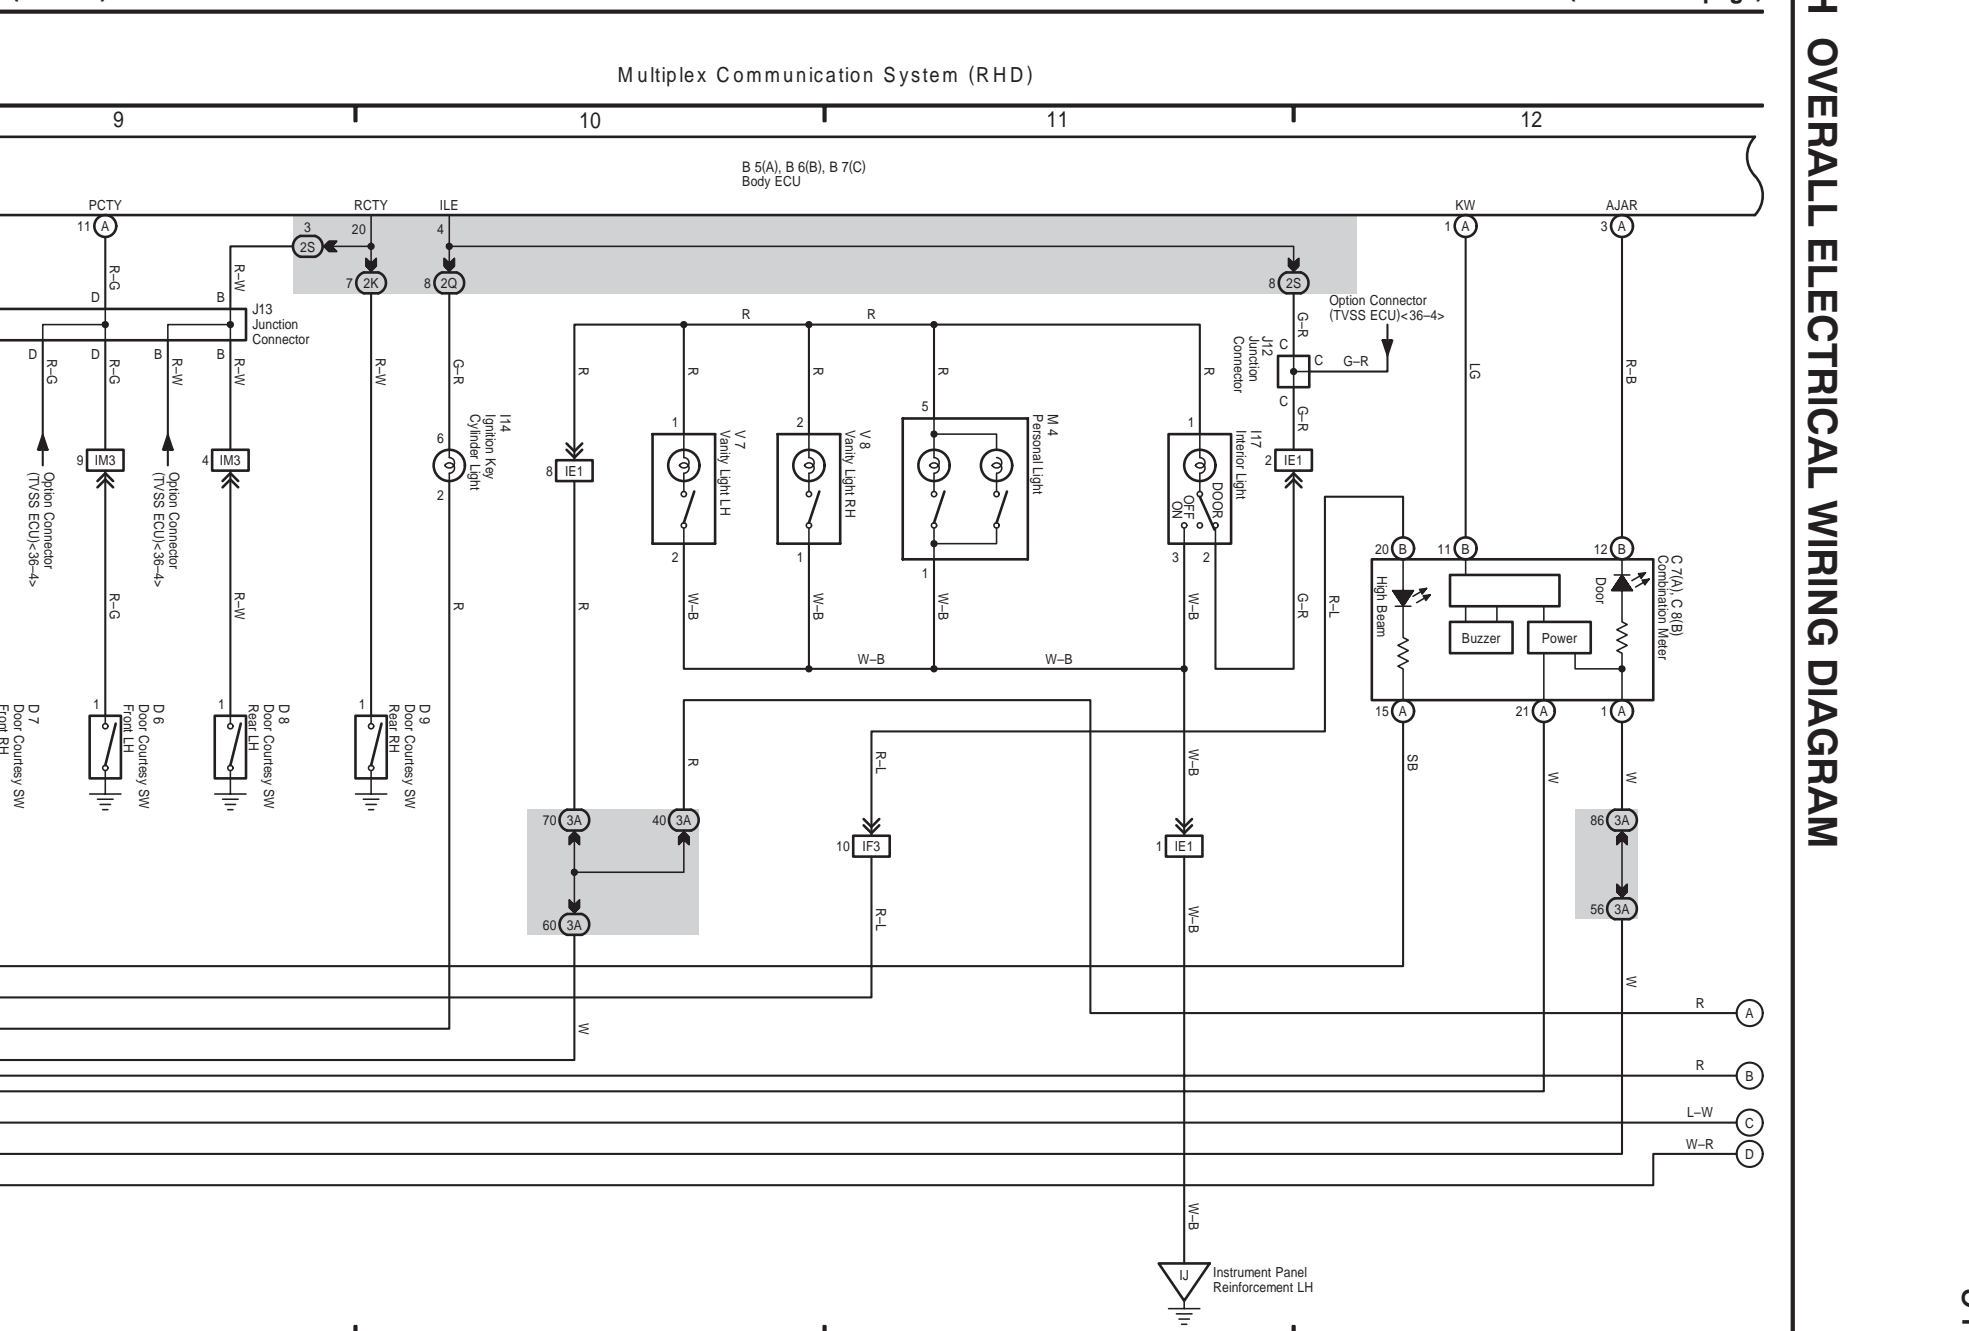 Multiplex Communication System (RHD)
9
10
11
12
B 5(A), B 6(B), B 7(C)
Body ECU
PCTY
RCTY
ILE
KW
AJAR
11 A
3
2S
20
4
1 A
3 A
7 2K
8 2Q
8 2S
R–G
R–W
D
B
J13
Junction
Connector
D
D
B
B
R–G
R–G
R–W
R–W
R–W
G–R
R
R
R
R
R
R
R
G–R
C
J12
Junction
Connector
C
G–R
C
G–R
Option Connector
(TVSS ECU)<36–4>
LG
R–B
9 IM3
4 IM3
Option Connector
(TVSS ECU)<36–4>
Option Connector
(TVSS ECU)<36–4>
6
2
I14
Ignition Key
Cylinder Light
8 IE1
1
2
V 7
Vanity Light LH
2
1
V 8
Vanity Light RH
5
1
M 4
Personal Light
1
3
2
DOOR
OFF
ON
I17
Interior Light
2 IE1
20 B
11 B
12 B
High Beam
Buzzer
Power
Door
C 7(A), C 8(B)
Combination Meter
15 A
21 A
1 A
R–G
R–W
R
R
W–B
W–B
W–B
W–B
G–R
R–L
W–B
W–B
1
D 7
Door Courtesy SW
Front RH
1
D 6
Door Courtesy SW
Front LH
1
D 8
Door Courtesy SW
Rear LH
D 9
Door Courtesy SW
Rear RH
R
R–L
W–B
SB
W
W
70 3A
40 3A
60 3A
10 IF3
1 IE1
86 3A
56 3A
R–L
W–B
W
W
R
A
R
B
L–W
C
W–R
D
W–B
IJ
Instrument Panel
Reinforcement LH
H OVERALL ELECTRICAL WIRING DIAGRAM